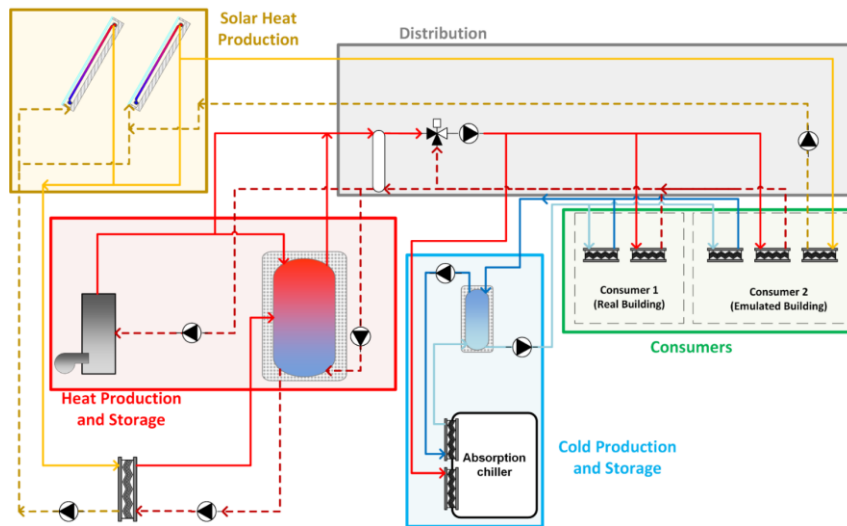 Solar Heat
Production
Distribution
Consumer 1
(Real Building)
Consumer 2
(Emulated Building)
Consumers
Heat Production
and Storage
Absorption
chiller
Cold Production
and Storage